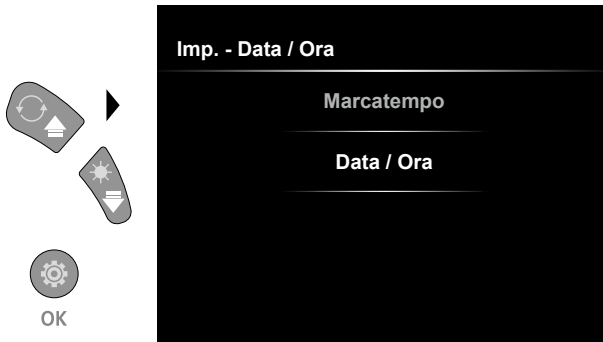 Imp. - Data / Ora
Marcatempo
Data / Ora
OK